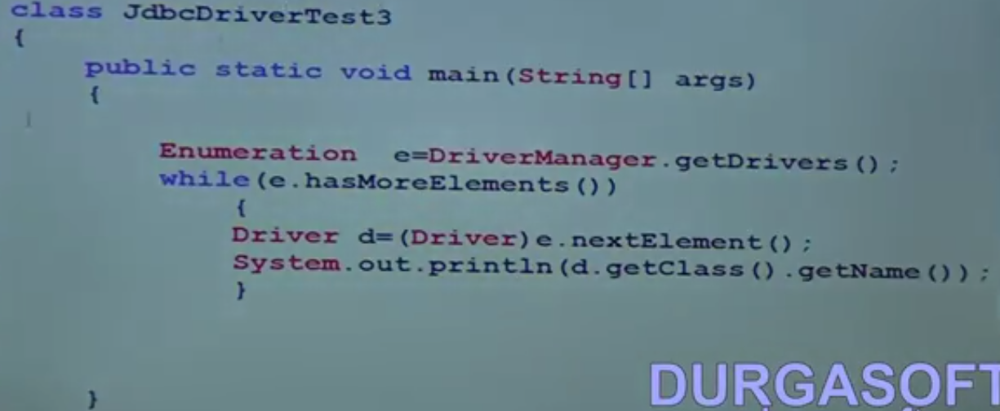 class JdbcDriverTest3
{
public static void main(String[] args)
{
Enumeration  e=DriverManager.getDrivers();
while(e.hasMoreElements())
{
Driver d=(Driver)e.nextElement();
System.out.println(d.getClass().getName());
}
}
DURGASOFT